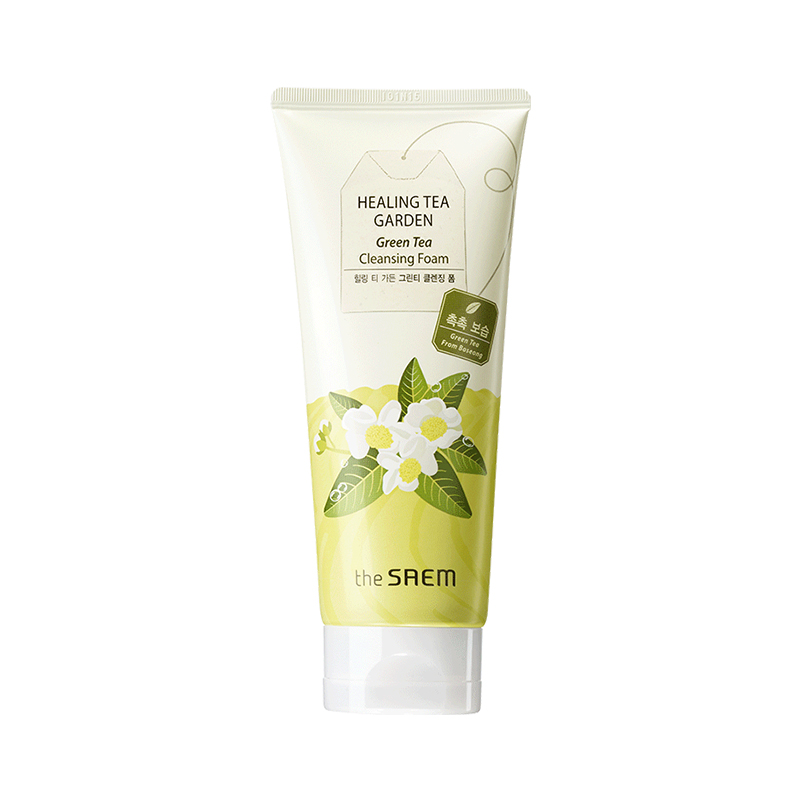 HEALING TEA
GARDEN
Green Tea
Cleansing Foam
힐링 티 가든 그린티 클렌징 폼
촉촉 보습
Green Tea
From Boseong
the SAEM